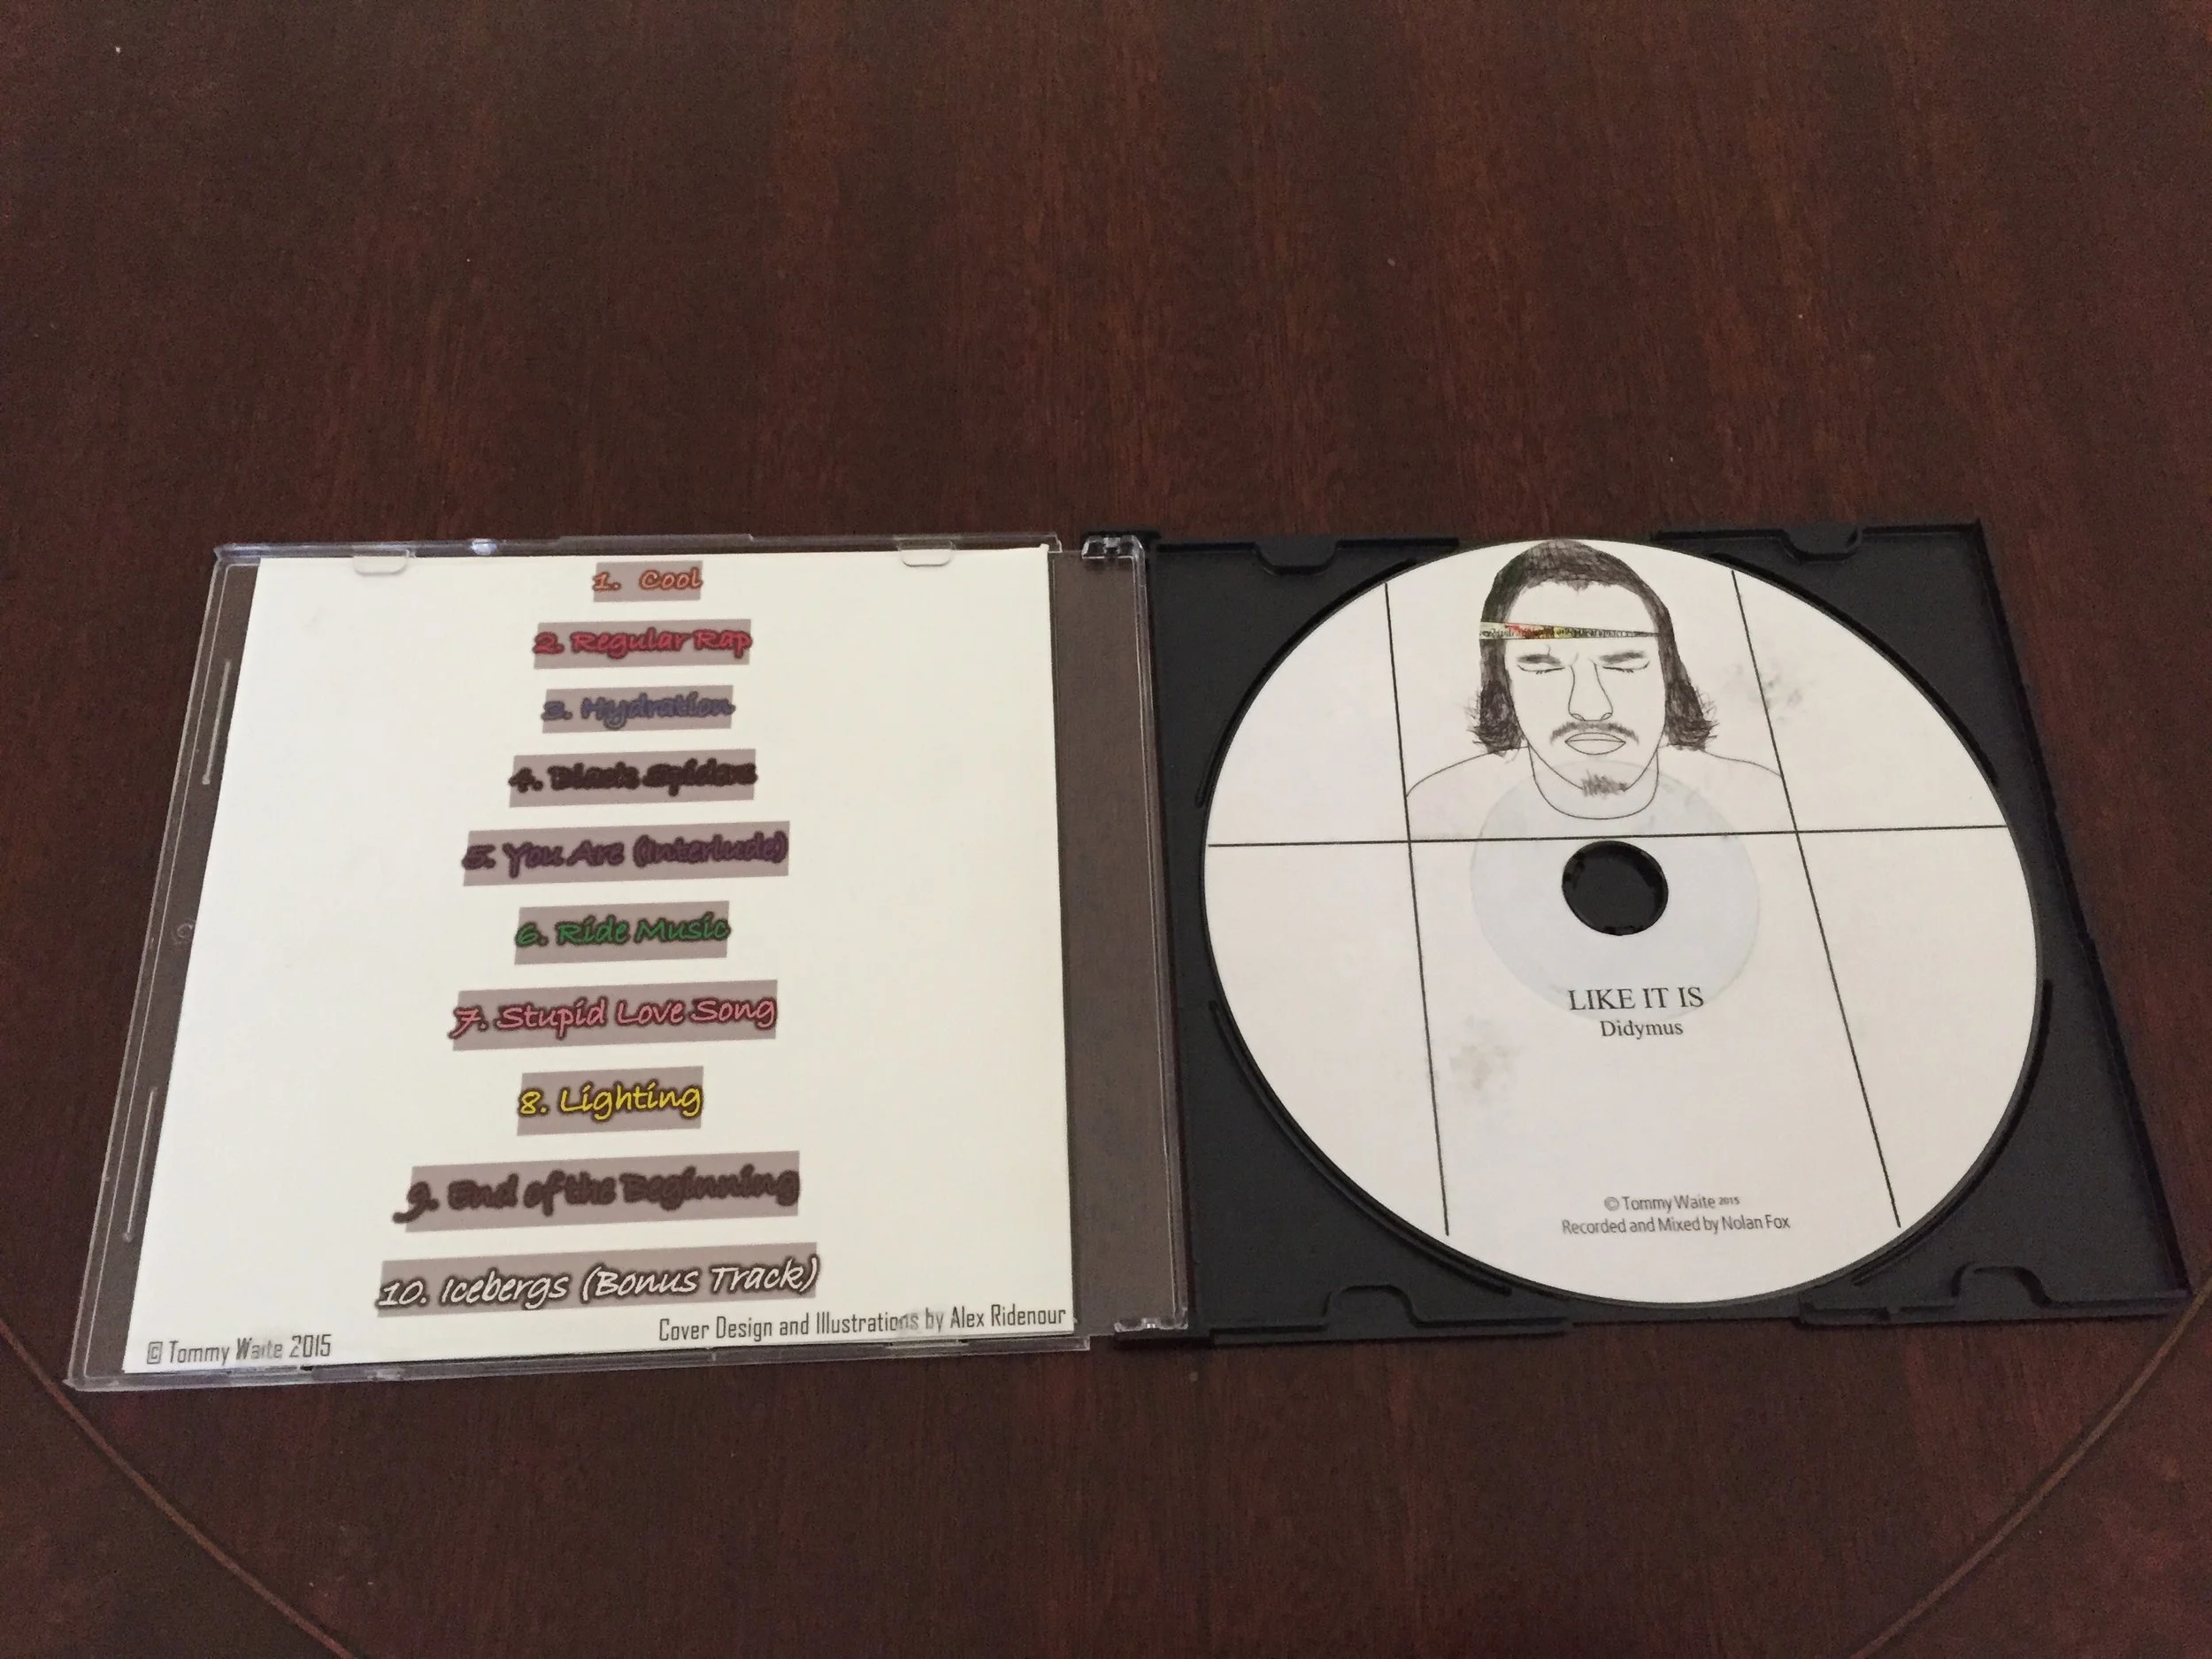 1. Cool
2. Regular Rap
3. Hydration
4. Black Spiders
5. You Are (Interlude)
6. Ride Music
7. Stupid Love Song
8. Lighting
9. End of the Beginning
10. Icebergs (Bonus Track)
Cover Design and Illustrations by Alex Ridenour
© Tommy Waite 2015
LIKE IT IS
Didymus
© Tommy Waite 2015
Recorded and Mixed by Nolan Fox